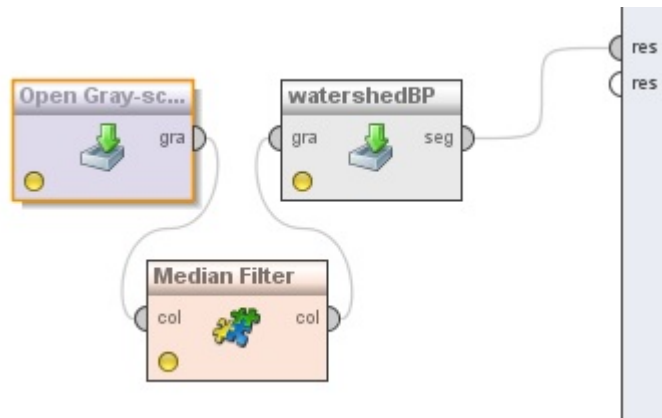 res
res
Open Gray-sc...
gra
watershedBP
gra
seg
Median Filter
col
col